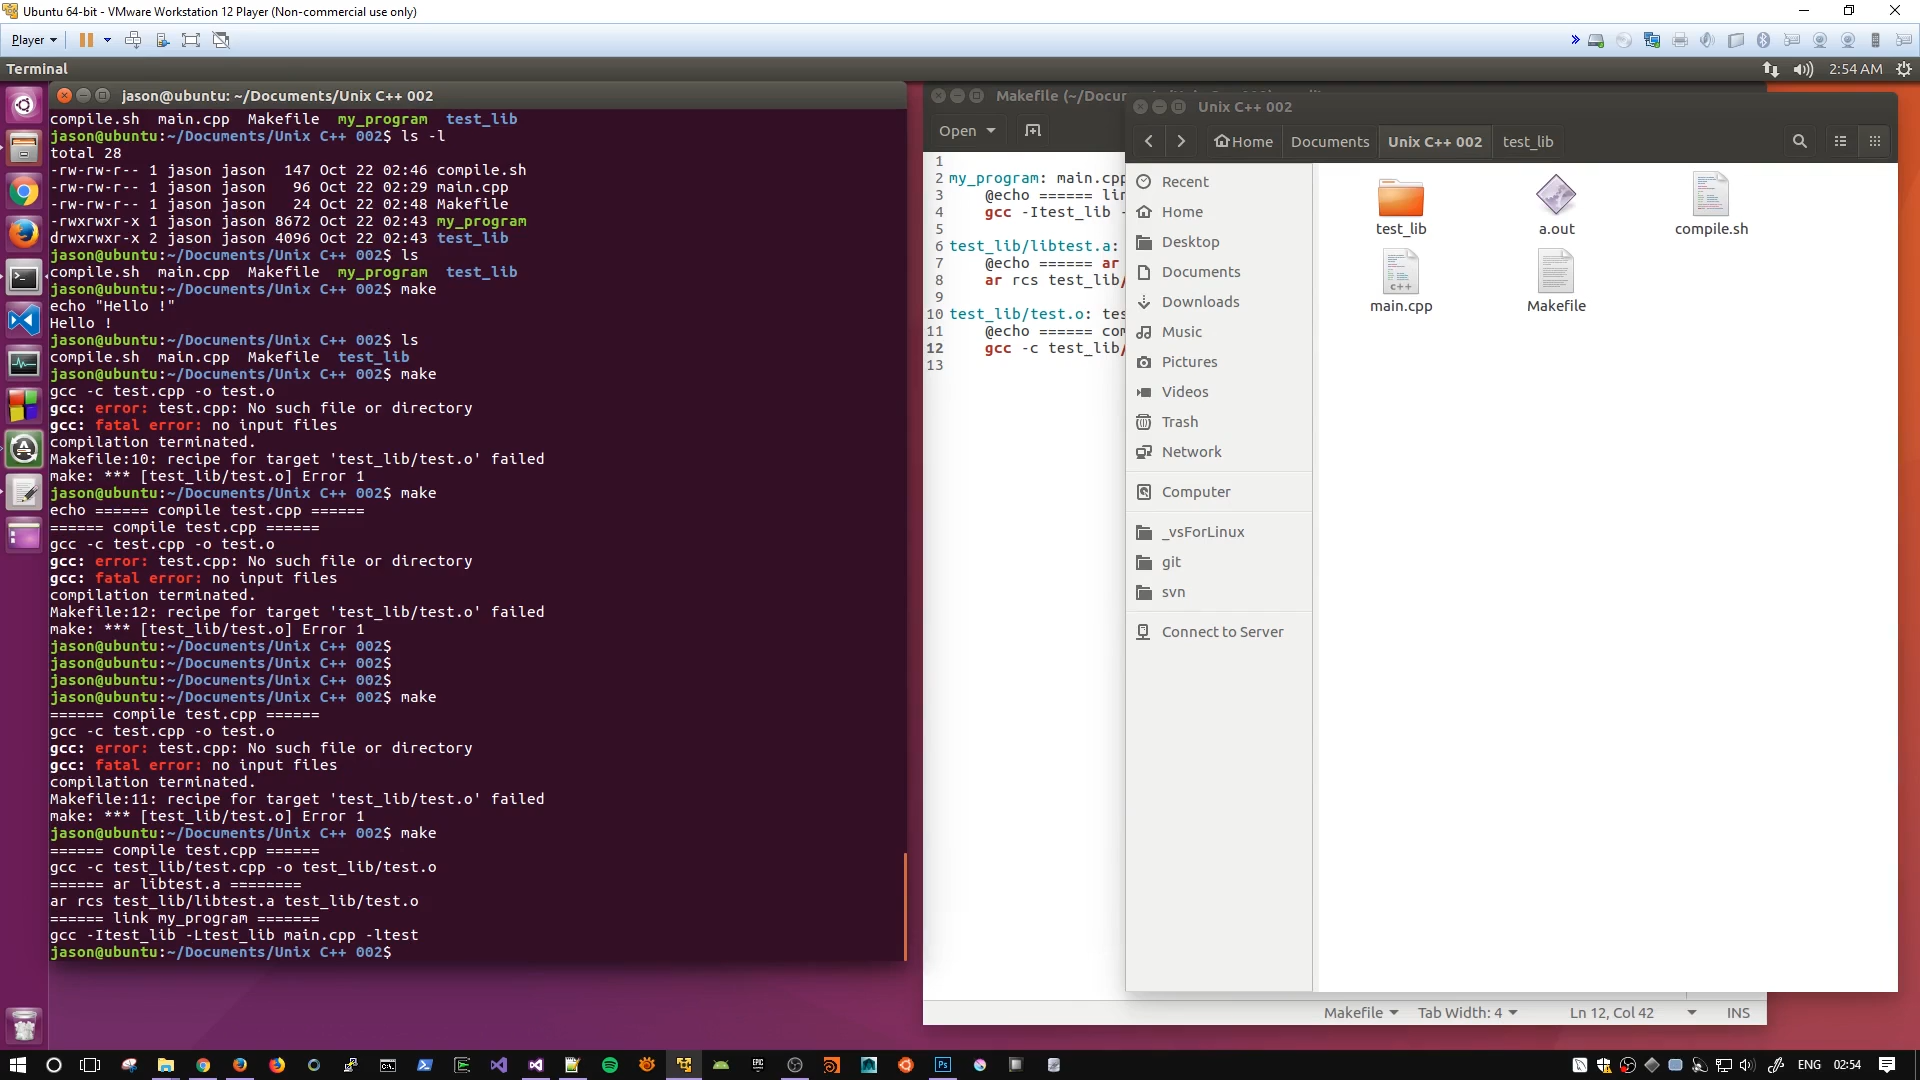 Ubuntu 64-bit - VMware Workstation 12 Player (Non-commercial use only)
Player
Terminal
2:54 AM
jason@ubuntu: ~/Documents/Unix C++ 002
compile.sh  main.cpp  Makefile  my_program  test_lib
jason@ubuntu:~/Documents/Unix C++ 002$ ls -l
total 28
-rw-rw-r-- 1 jason jason  147 Oct 22 02:46 compile.sh
-rw-rw-r-- 1 jason jason   96 Oct 22 02:29 main.cpp
-rw-rw-r-- 1 jason jason   24 Oct 22 02:48 Makefile
-rwxrwxr-x 1 jason jason 8672 Oct 22 02:43 my_program
drwxrwxr-x 2 jason jason 4096 Oct 22 02:43 test_lib
jason@ubuntu:~/Documents/Unix C++ 002$ ls
compile.sh  main.cpp  Makefile  my_program  test_lib
jason@ubuntu:~/Documents/Unix C++ 002$ make
echo "Hello !"
Hello !
jason@ubuntu:~/Documents/Unix C++ 002$ ls
compile.sh  main.cpp  Makefile  test_lib
jason@ubuntu:~/Documents/Unix C++ 002$ make
gcc -c test.cpp -o test.o
gcc: error: test.cpp: No such file or directory
gcc: fatal error: no input files
compilation terminated.
Makefile:10: recipe for target 'test_lib/test.o' failed
make: *** [test_lib/test.o] Error 1
jason@ubuntu:~/Documents/Unix C++ 002$ make
echo ====== compile test.cpp ======
====== compile test.cpp ======
gcc -c test.cpp -o test.o
gcc: error: test.cpp: No such file or directory
gcc: fatal error: no input files
compilation terminated.
Makefile:12: recipe for target 'test_lib/test.o' failed
make: *** [test_lib/test.o] Error 1
jason@ubuntu:~/Documents/Unix C++ 002$
jason@ubuntu:~/Documents/Unix C++ 002$
jason@ubuntu:~/Documents/Unix C++ 002$
jason@ubuntu:~/Documents/Unix C++ 002$ make
====== compile test.cpp ======
gcc -c test.cpp -o test.o
gcc: error: test.cpp: No such file or directory
gcc: fatal error: no input files
compilation terminated.
Makefile:11: recipe for target 'test_lib/test.o' failed
make: *** [test_lib/test.o] Error 1
jason@ubuntu:~/Documents/Unix C++ 002$ make
====== compile test.cpp ======
gcc -c test_lib/test.cpp -o test_lib/test.o
====== ar libtest.a ========
ar rcs test_lib/libtest.a test_lib/test.o
====== link my_program =======
gcc -Itest_lib -Ltest_lib main.cpp -ltest
jason@ubuntu:~/Documents/Unix C++ 002$
Makefile (~/Docu
Open
1
2 my_program: main.cpp
3 @echo ====== li
4 gcc -Itest_lib -
5
6 test_lib/libtest.a:
7 @echo ====== ar
8 ar rcs test_lib/
9
10 test_lib/test.o: tes
11 @echo ====== co
12 gcc -c test_lib/
13
Makefile
Tab Width: 4
Ln 12, Col 42
INS
Unix C++ 002
Home
Documents
Unix C++ 002
test_lib
Recent
Home
Desktop
Documents
Downloads
Music
Pictures
Videos
Trash
Network
Computer
_vsForLinux
git
svn
Connect to Server
test_lib
a.out
compile.sh
c++
main.cpp
Makefile
Ps
ENG
02:54